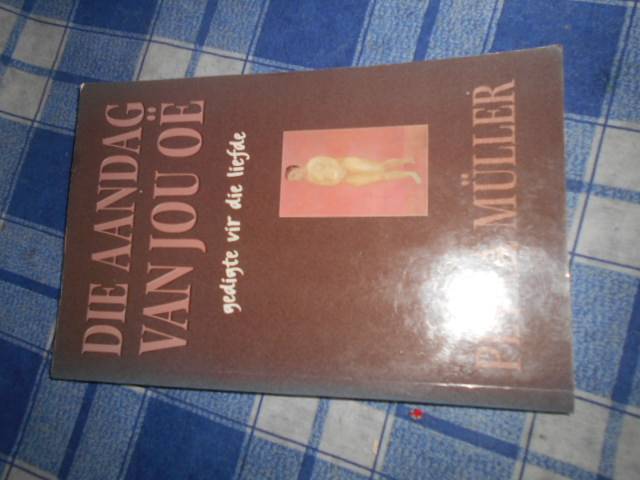 DIE AANDAG
VAN JOU OË
gedigte vir die liefde
MÜLLER